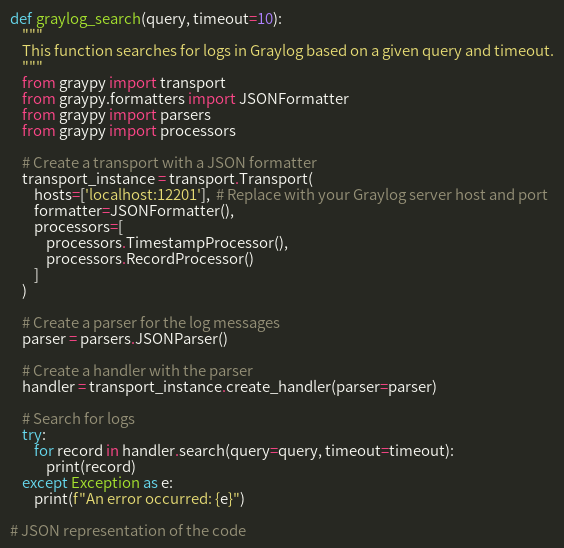 def graylog_search(query, timeout=10):
    """
    This function searches for logs in Graylog based on a given query and timeout.
    """
    from graypy import transport
    from graypy.formatters import JSONFormatter
    from graypy import parsers
    from graypy import processors

    # Create a transport with a JSON formatter
    transport_instance = transport.Transport(
        hosts=['localhost:12201'],  # Replace with your Graylog server host and port
        formatter=JSONFormatter(),
        processors=[
            processors.TimestampProcessor(),
            processors.RecordProcessor()
        ]
    )

    # Create a parser for the log messages
    parser = parsers.JSONParser()

    # Create a handler with the parser
    handler = transport_instance.create_handler(parser=parser)

    # Search for logs
    try:
        for record in handler.search(query=query, timeout=timeout):
            print(record)
    except Exception as e:
        print(f"An error occurred: {e}")

# JSON representation of the code